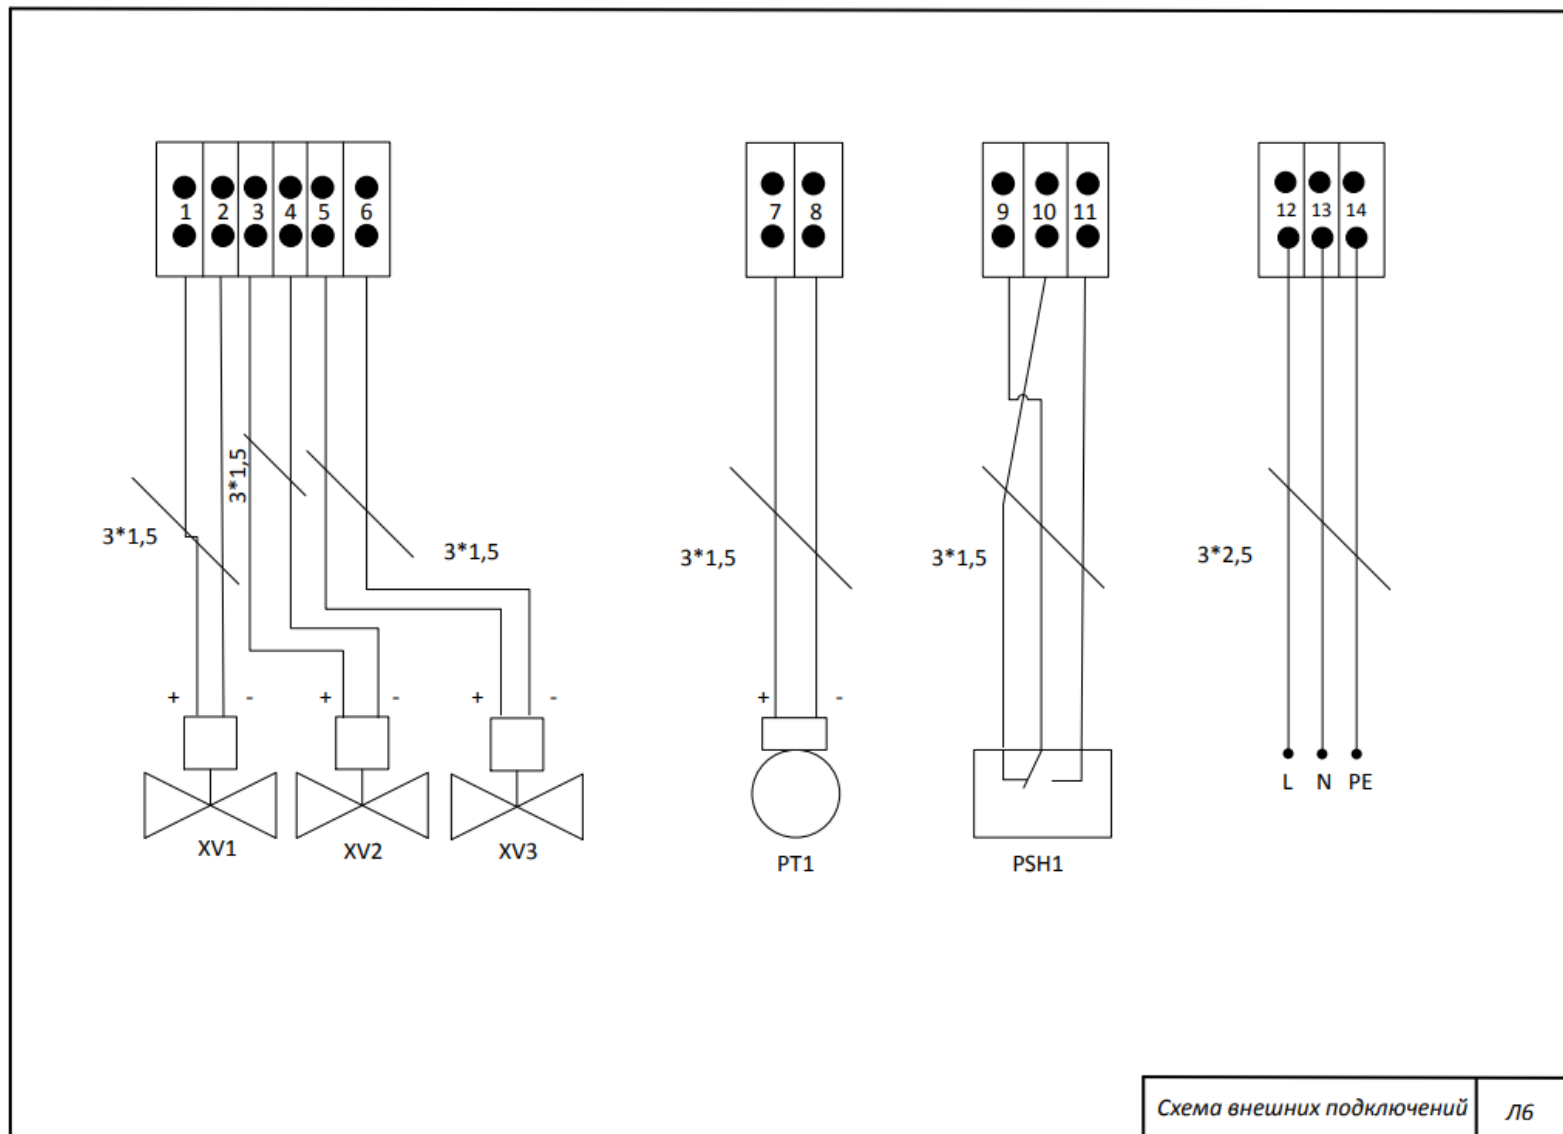 1 2 3 4 5 6
7 8
9 10 11
12 13 14
3*1,5
3*1,5
3*1,5
3*1,5
3*1,5
3*2,5
+ -
+ -
+ -
+ -
XV1
XV2
XV3
PT1
PSH1
L N PE
Схема внешних подключений
Л6